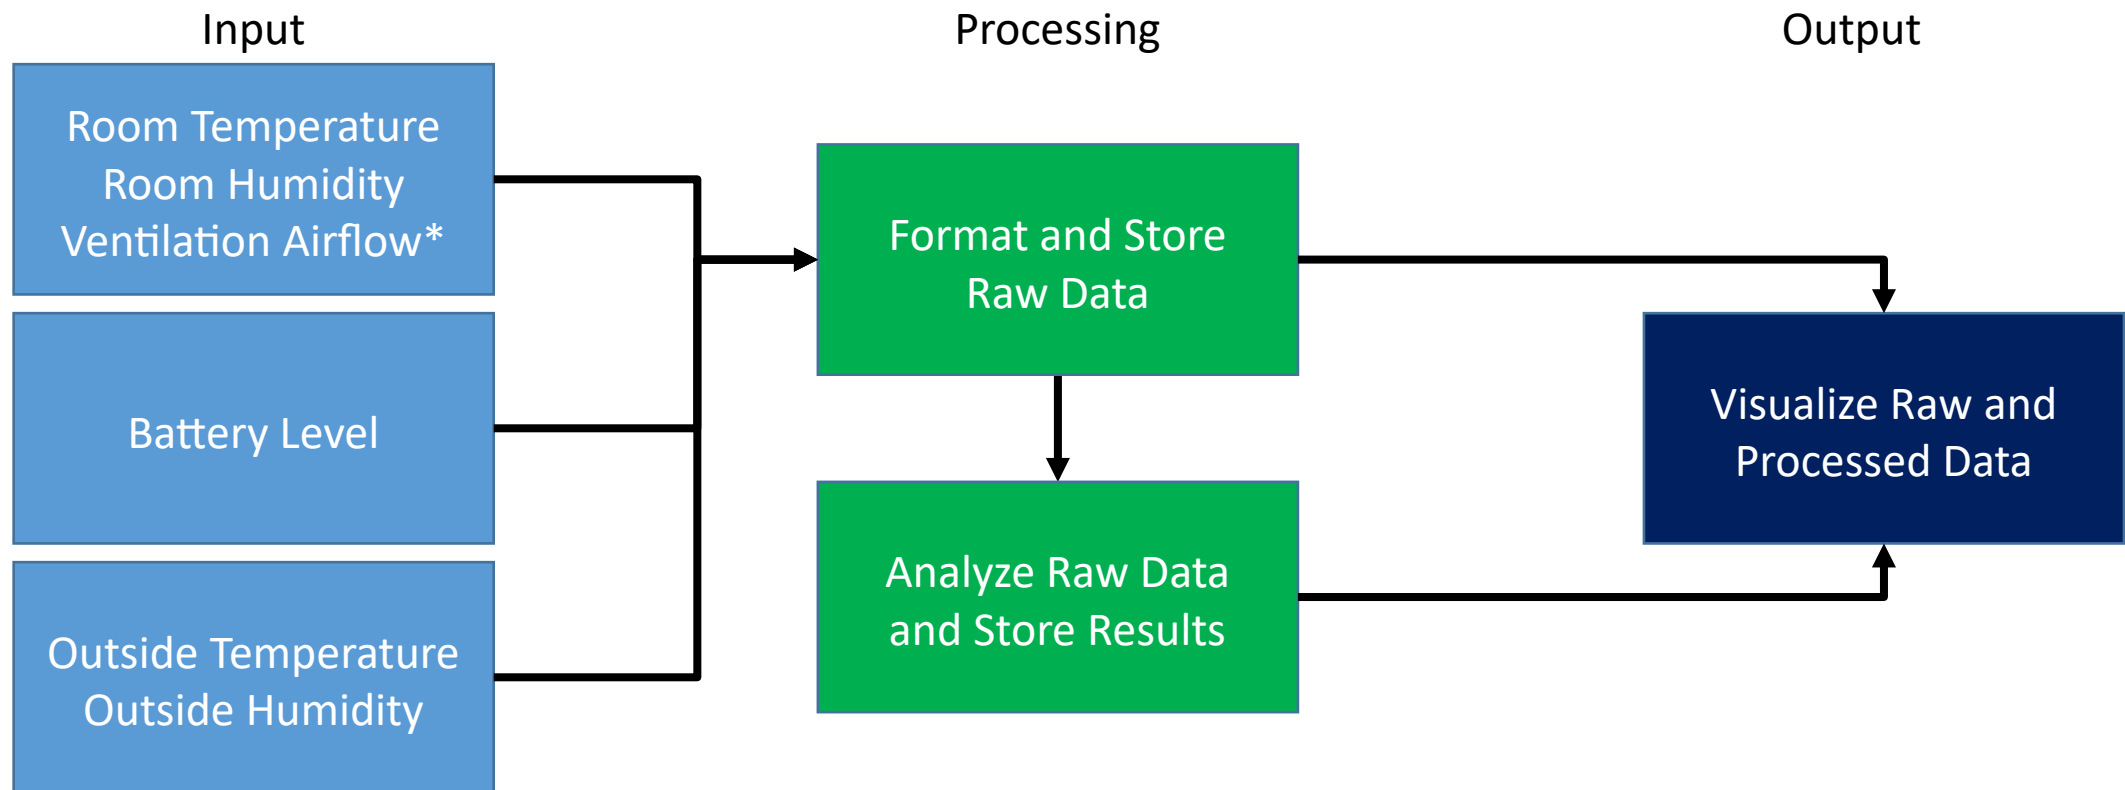 Input
Processing
Output
Room Temperature
Room Humidity
Ventilation Airflow*
Battery Level
Outside Temperature
Outside Humidity
Format and Store
Raw Data
Analyze Raw Data
and Store Results
Visualize Raw and
Processed Data